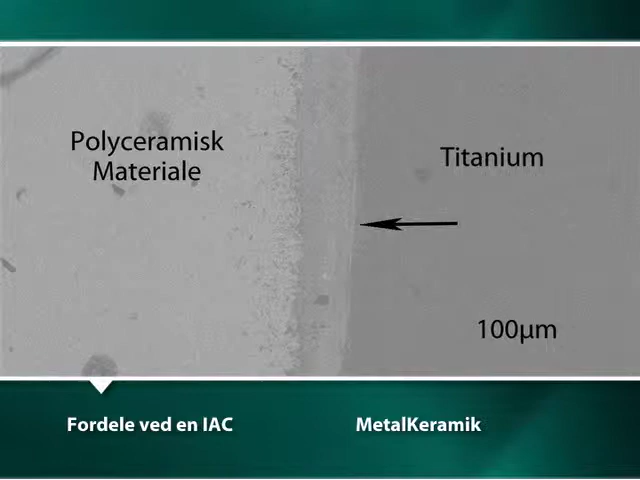 Polyceramisk
Materiale
Titanium
100μm
Fordele ved en IAC
MetalKeramik